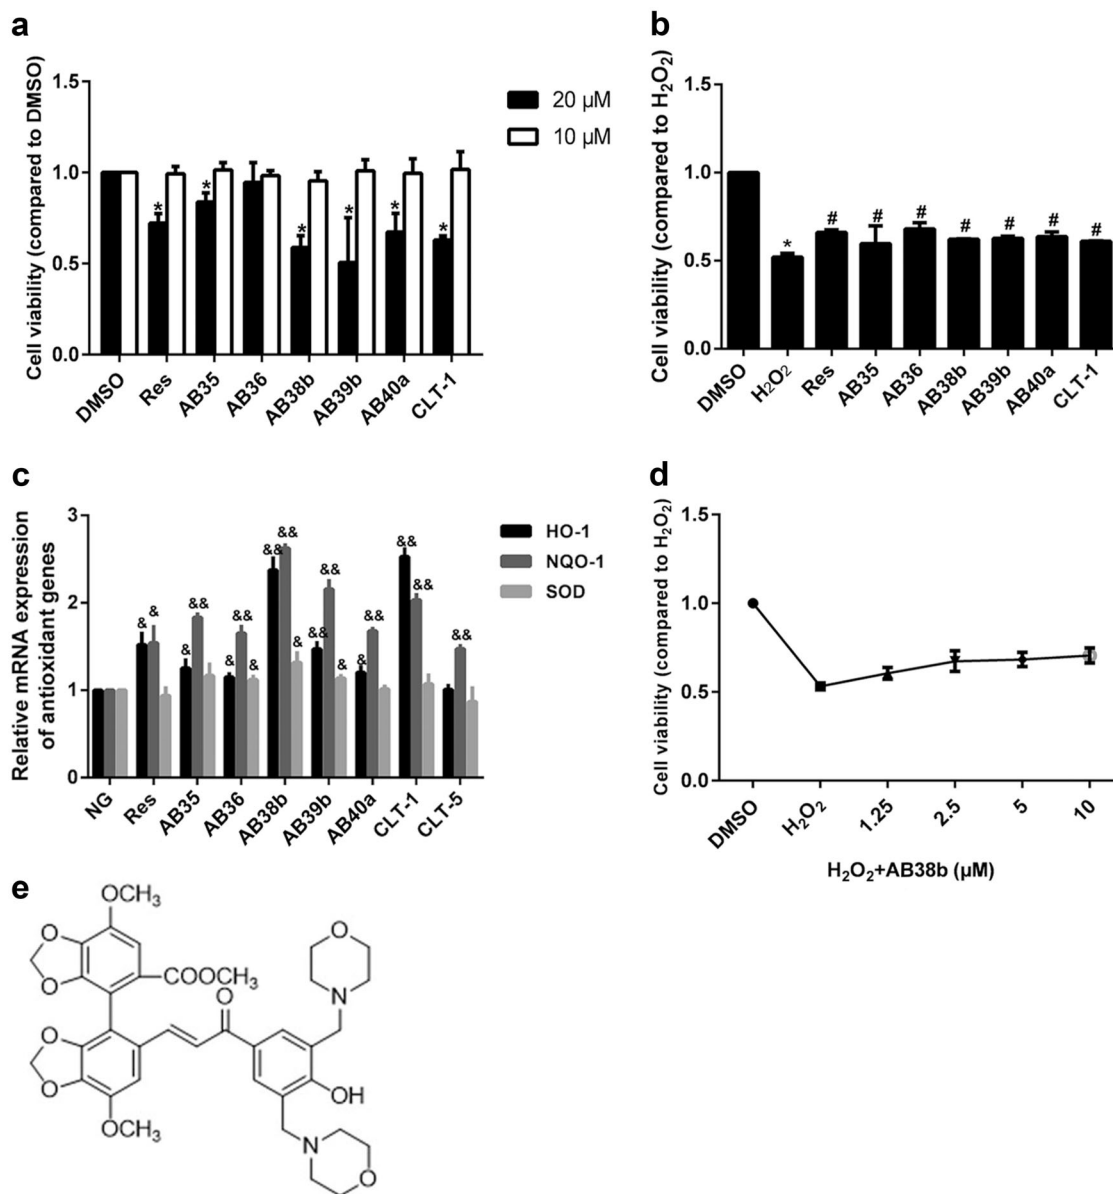 a
Cell viability (compared to DMSO)
1.5
1.0
0.5
0.0
* * * * * *
DMSO Res AB35 AB36 AB38b AB39b AB40a CLT-1
20 µM
10 µM
b
Cell viability (compared to H₂O₂)
1.5
1.0
0.5
0.0
* # # # # # # #
DMSO H₂O₂ Res AB35 AB36 AB38b AB39b AB40a CLT-1
c
Relative mRNA expression
of antioxidant genes
3
2
1
0
& & & && & && & && && & && && & & && && && &&
NG Res AB35 AB36 AB38b AB39b AB40a CLT-1 CLT-5
HO-1
NQO-1
SOD
d
Cell viability (compared to H₂O₂)
1.5
1.0
0.5
0.0
DMSO H₂O₂ 1.25 2.5 5 10
H₂O₂+AB38b (µM)
e
OCH₃
O
O
COOCH₃
O
O
N
O
O
OH
OCH₃
N
O